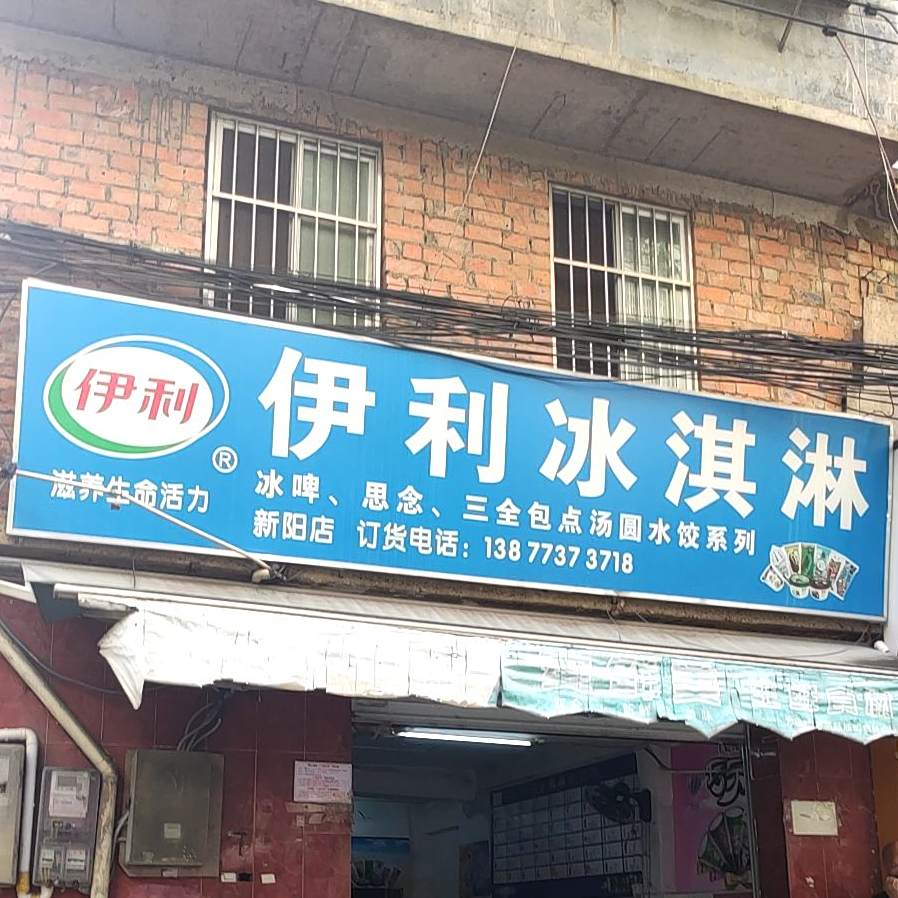 伊利
®
滋养生命活力
伊利冰淇淋
冰啤、思念、三全包点汤圆水饺系列
新阳店 订货电话：138 7737 3718